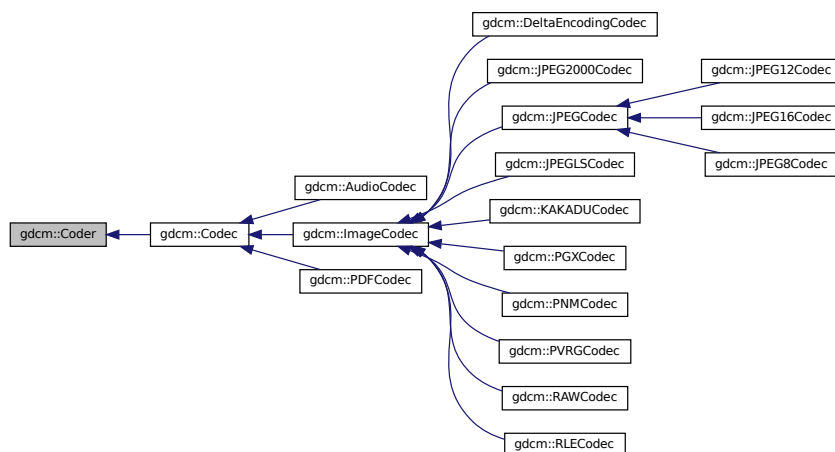 gdcm::DeltaEncodingCodec
gdcm::JPEG2000Codec
gdcm::JPEG12Codec
gdcm::JPEGCodec
gdcm::JPEG16Codec
gdcm::JPEGLSCodec
gdcm::JPEG8Codec
gdcm::AudioCodec
gdcm::KAKADUCodec
gdcm::Coder
gdcm::Codec
gdcm::ImageCodec
gdcm::PGXCodec
gdcm::PDFCodec
gdcm::PNMCodec
gdcm::PVRGCodec
gdcm::RAWCodec
gdcm::RLECodec